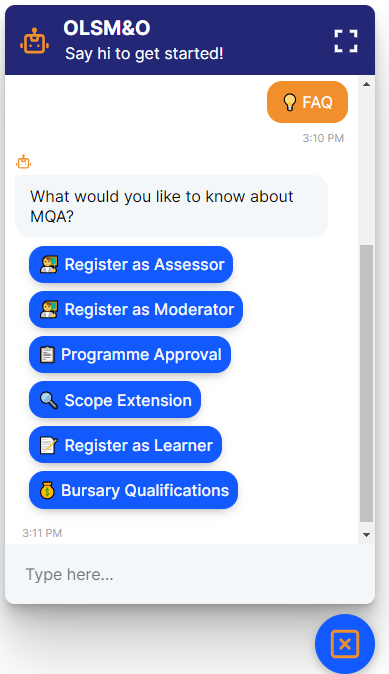 OLSM&O
Say hi to get started!
FAQ
3:10 PM
What would you like to know about
MQA?
Register as Assessor
Register as Moderator
Programme Approval
Scope Extension
Register as Learner
Bursary Qualifications
3:11 PM
Type here...